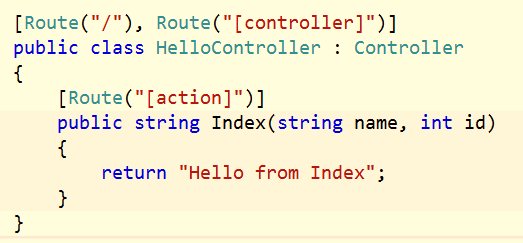 [Route("/"), Route("[controller]")]
public class HelloController : Controller
{
    [Route("[action]")]
    public string Index(string name, int id)
    {
        return "Hello from Index";
    }
}